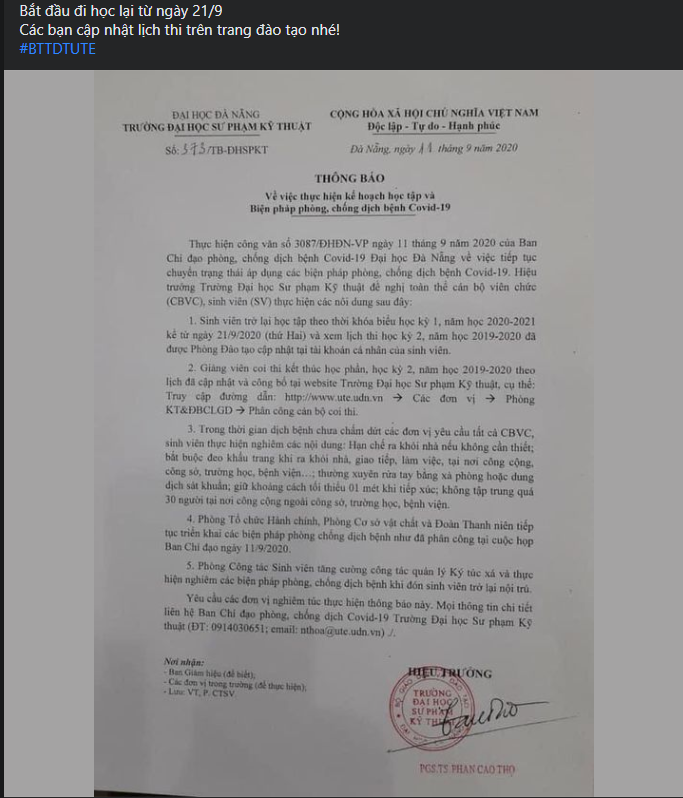 Bắt đầu đi học lại từ ngày 21/9
Các bạn cập nhật lịch thi trên trang đào tạo nhé!
#BTTDTUTE
ĐẠI HỌC ĐÀ NẴNG
TRƯỜNG ĐẠI HỌC SƯ PHẠM KỸ THUẬT
Số: 373/TB-ĐHSPKT
CỘNG HÒA XÃ HỘI CHỦ NGHĨA VIỆT NAM
Độc lập - Tự do - Hạnh phúc
Đà Nẵng, ngày 11 tháng 9 năm 2020
THÔNG BÁO
Về việc thực hiện kế hoạch học tập và
Biện pháp phòng, chống dịch bệnh Covid-19
Thực hiện công văn số 3087/ĐHĐN-VP ngày 11 tháng 9 năm 2020 của Ban
Chỉ đạo phòng, chống dịch bệnh Covid-19 Đại học Đà Nẵng về việc tiếp tục
chuyển trạng thái áp dụng các biện pháp phòng, chống dịch bệnh Covid-19. Hiệu
trưởng Trường Đại học Sư phạm Kỹ thuật đề nghị toàn thể cán bộ viên chức
(CBVC), sinh viên (SV) thực hiện các nội dung sau đây:
1. Sinh viên trở lại học tập theo thời khóa biểu học kỳ 1, năm học 2020-2021
kể từ ngày 21/9/2020 (thứ Hai) và xem lịch thi học kỳ 2, năm học 2019-2020 đã
được Phòng Đào tạo cập nhật tại tài khoản cá nhân của sinh viên.
2. Giảng viên coi thi kết thúc học phần, học kỳ 2, năm học 2019-2020 theo
lịch đã cập nhật và công bố tại website Trường Đại học Sư phạm Kỹ thuật, cụ thể:
Truy cập đường dẫn: http://www.ute.udn.vn → Các đơn vị → Phòng
KT&ĐBCLGD → Phân công cán bộ coi thi.
3. Trong thời gian dịch bệnh chưa chấm dứt các đơn vị yêu cầu tất cả CBVC,
sinh viên thực hiện nghiêm các nội dung: Hạn chế ra khỏi nhà nếu không cần thiết;
bắt buộc đeo khẩu trang khi ra khỏi nhà, giao tiếp, làm việc, tại nơi công cộng,
công sở, trường học, bệnh viện…; thường xuyên rửa tay bằng xà phòng hoặc dung
dịch sát khuẩn; giữ khoảng cách tối thiểu 01 mét khi tiếp xúc; không tập trung quá
30 người tại nơi công cộng ngoài công sở, trường học, bệnh viện.
4. Phòng Tổ chức Hành chính, Phòng Cơ sở vật chất và Đoàn Thanh niên tiếp
tục triển khai các biện pháp phòng chống dịch bệnh như đã phân công tại cuộc họp
Ban Chỉ đạo ngày 11/9/2020.
5. Phòng Công tác Sinh viên tăng cường công tác quản lý Ký túc xá và thực
hiện nghiêm các biện pháp phòng, chống dịch bệnh khi đón sinh viên trở lại nội trú.
Yêu cầu các đơn vị nghiêm túc thực hiện thông báo này. Mọi thông tin chi tiết
liên hệ Ban Chỉ đạo phòng, chống dịch Covid-19 Trường Đại học Sư phạm Kỹ
thuật (ĐT: 0914030651; email: nthoa@ute.udn.vn) ./.
Nơi nhận:
- Ban Giám hiệu (để biết);
- Các đơn vị trong trường (để thực hiện);
- Lưu: VT, P. CTSV.
HIỆU TRƯỞNG
TRƯỜNG
ĐẠI HỌC
SƯ PHẠM
KỸ THUẬT
PGS.TS PHAN CAO THỌ